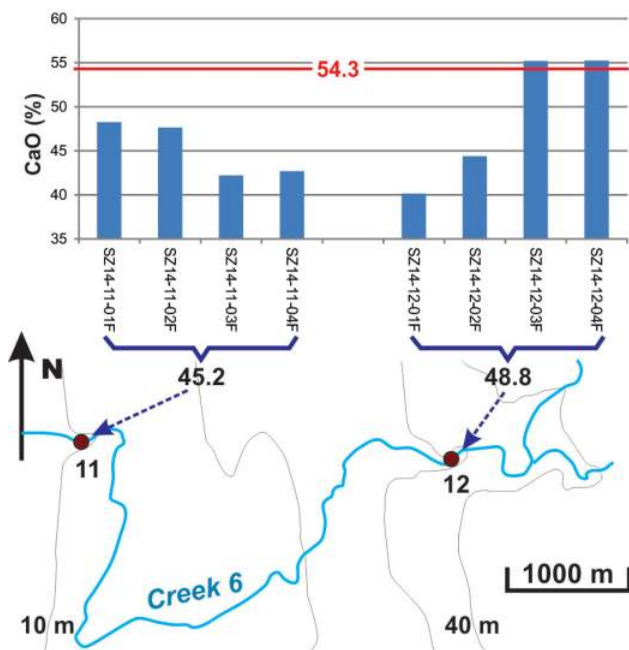 60
55
50
45
40
35
CaO (%)
54.3
SZ14-11-01F
SZ14-11-02F
SZ14-11-03F
SZ14-11-04F
SZ14-12-01F
SZ14-12-02F
SZ14-12-03F
SZ14-12-04F
N
45.2
48.8
11
12
Creek 6
1000 m
10 m
40 m